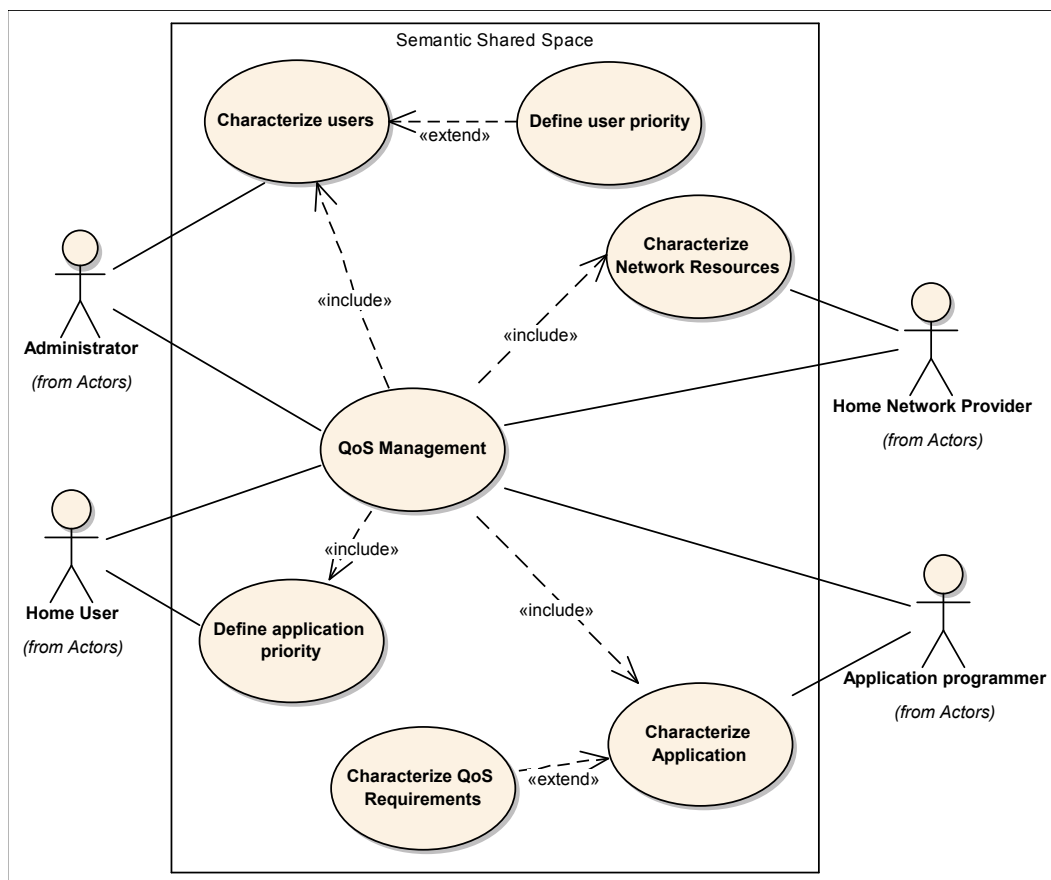 Semantic Shared Space
Characterize users
«extend»
Define user priority
Characterize
Network Resources
«include»
«include»
Administrator
(from Actors)
Home Network Provider
(from Actors)
QoS Management
«include»
Home User
(from Actors)
Define application
priority
«include»
Application programmer
(from Actors)
Characterize
Application
Characterize QoS
Requirements
«extend»